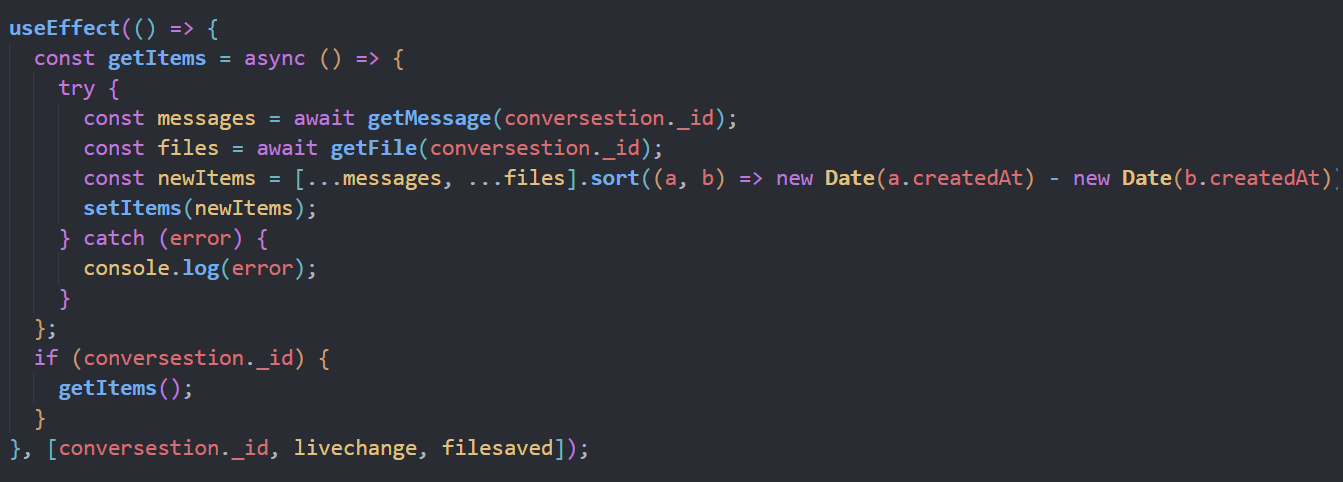 useEffect(() => {
const getItems = async () => {
try {
const messages = await getMessage(conversestion._id);
const files = await getFile(conversestion._id);
const newItems = [...messages, ...files].sort((a, b) => new Date(a.createdAt) - new Date(b.createdAt))
setItems(newItems);
} catch (error) {
console.log(error);
}
};
if (conversestion._id) {
getItems();
}
}, [conversestion._id, livechange, filesaved]);